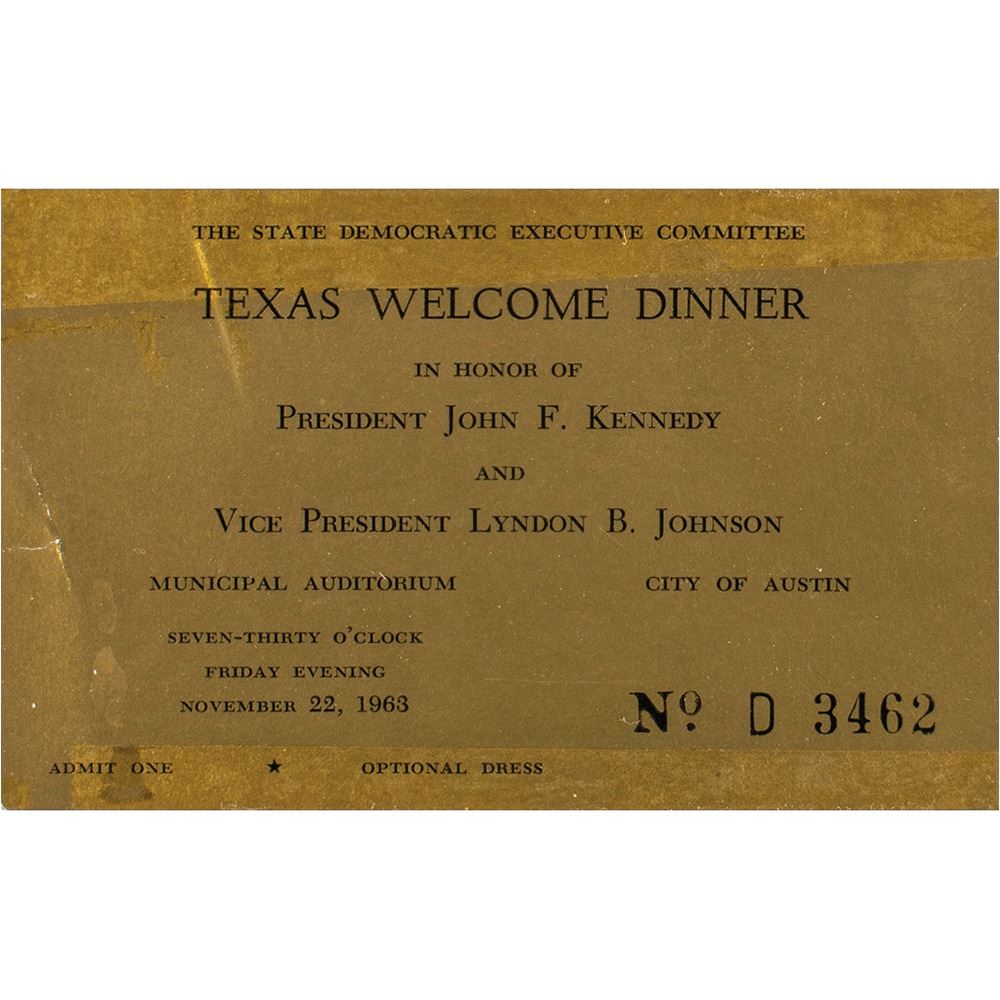 THE STATE DEMOCRATIC EXECUTIVE COMMITTEE
TEXAS WELCOME DINNER
IN HONOR OF
PRESIDENT JOHN F. KENNEDY
AND
VICE PRESIDENT LYNDON B. JOHNSON
MUNICIPAL AUDITORIUM CITY OF AUSTIN
SEVEN-THIRTY O'CLOCK
FRIDAY EVENING
NOVEMBER 22, 1963
Nº D 3462
ADMIT ONE ★ OPTIONAL DRESS